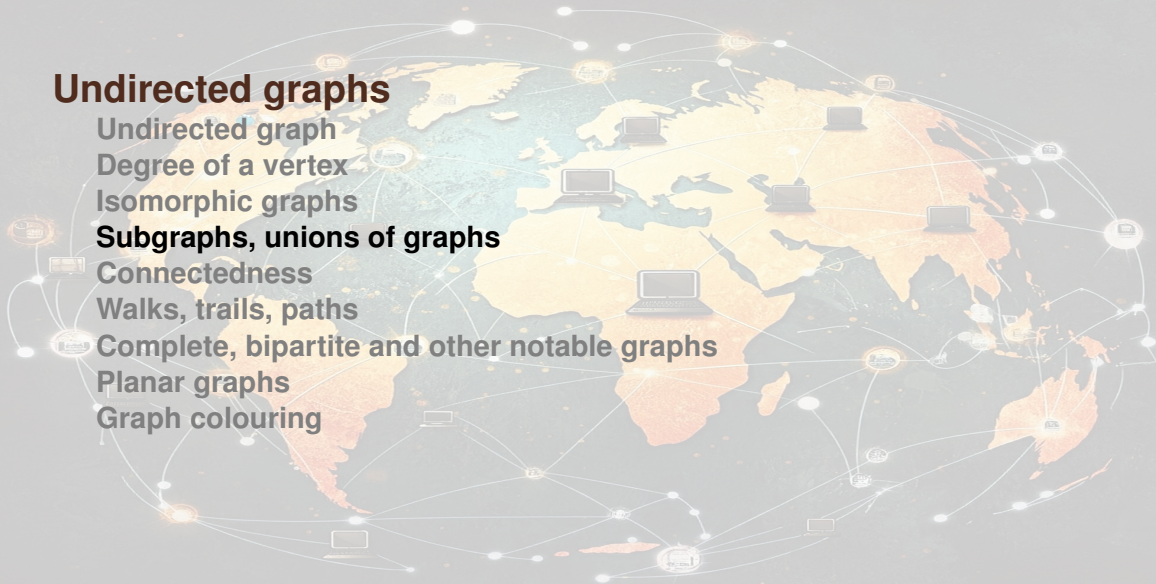 Undirected graphs
Undirected graph
Degree of a vertex
Isomorphic graphs
Subgraphs, unions of graphs
Connectedness
Walks, trails, paths
Complete, bipartite and other notable graphs
Planar graphs
Graph colouring